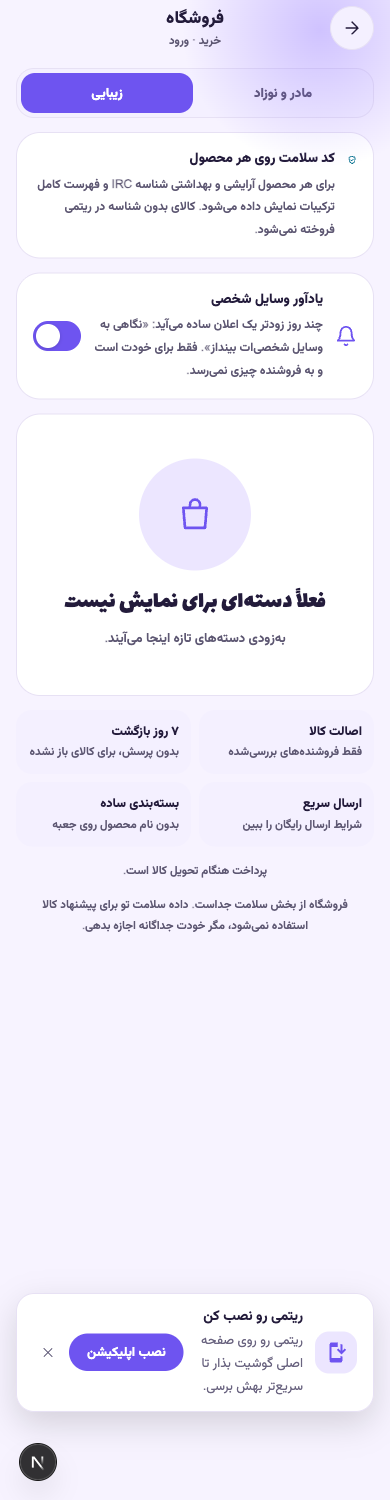 فروشگاه
خرید · ورود
مادر و نوزاد
زیبایی
کد سلامت روی هر محصول
برای هر محصول آرایشی و بهداشتی شناسه IRC و فهرست کامل
ترکیبات نمایش داده می‌شود. کالای بدون شناسه در ریتمی
فروخته نمی‌شود.
یادآور وسایل شخصی
چند روز زودتر یک اعلان ساده می‌آید: «نگاهی به
وسایل شخصی‌ات بینداز». فقط برای خودت است
و به فروشنده چیزی نمی‌رسد.
فعلاً دسته‌ای برای نمایش نیست
به‌زودی دسته‌های تازه اینجا می‌آیند.
اصالت کالا
فقط فروشنده‌های بررسی‌شده
۷ روز بازگشت
بدون پرسش، برای کالای باز نشده
ارسال سریع
شرایط ارسال رایگان را ببین
بسته‌بندی ساده
بدون نام محصول روی جعبه
پرداخت هنگام تحویل کالا است.
فروشگاه از بخش سلامت جداست. داده سلامت تو برای پیشنهاد کالا
استفاده نمی‌شود، مگر خودت جداگانه اجازه بدهی.
ریتمی رو نصب کن
ریتمی رو روی صفحه
اصلی گوشیت بذار تا
سریع‌تر بهش برسی.
نصب اپلیکیشن
N